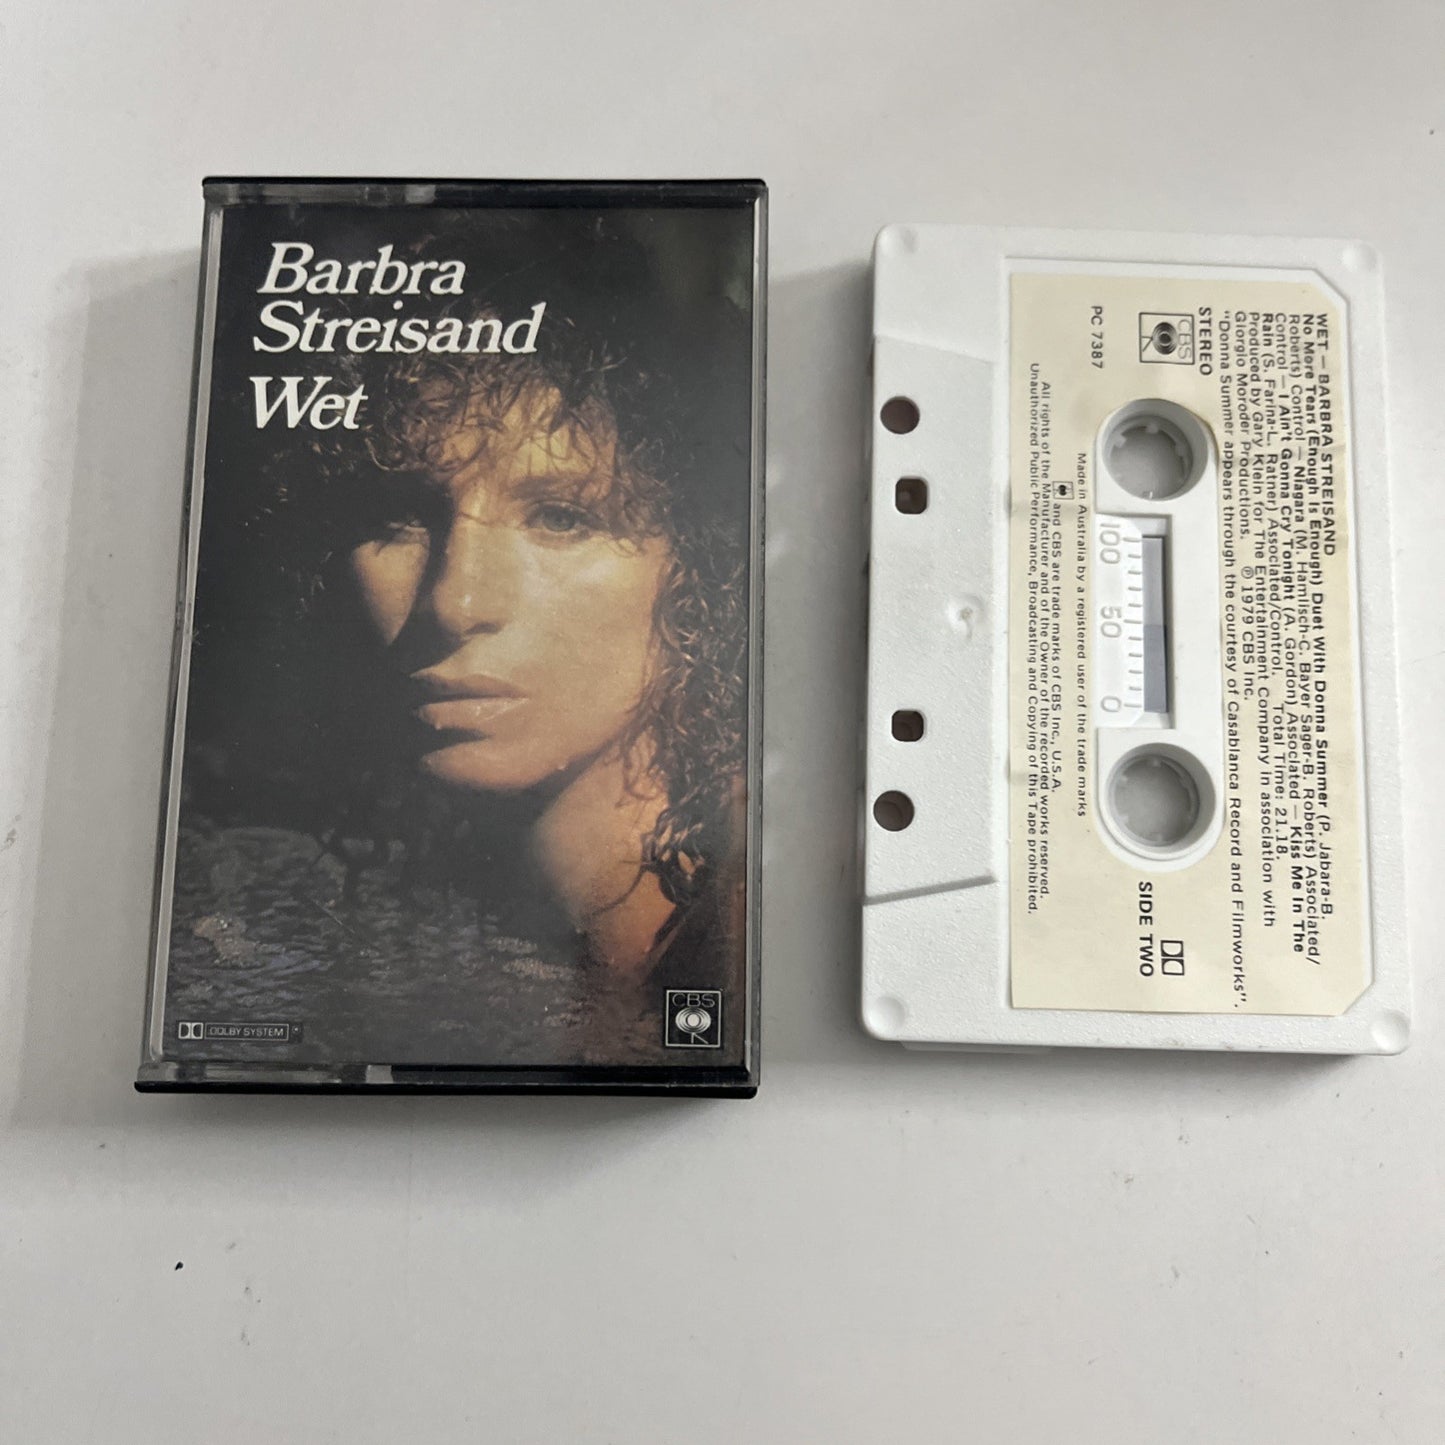 Barbra
Streisand
Wet
DOLBY SYSTEM
CBS
WET — BARBRA STREISAND
No More Tears (Enough Is Enough) Duet With Donna Summer (P. Jabara-B.
Roberts) Control — Niagara (M. Hamlisch-C. Bayer Sager-B. Roberts) Associated/
Control — I Ain't Gonna Cry Tonight (A. Gordon) Associated — Kiss Me In The
Rain (S. Farina-L. Ratner) Associated/Control. Total Time: 21.18.
Produced by Gary Klein for The Entertainment Company in association with
Giorgio Moroder Productions. ℗ 1979 CBS Inc.
"Donna Summer appears through the courtesy of Casablanca Record and Filmworks".
CBS
STEREO
SIDE TWO
100 50 0
PC 7387
Made in Australia by a registered user of the trade marks
and CBS are trade marks of CBS Inc., U.S.A.
All rights of the Manufacturer and of the Owner of the recorded works reserved.
Unauthorized Public Performance, Broadcasting and Copying of this Tape prohibited.